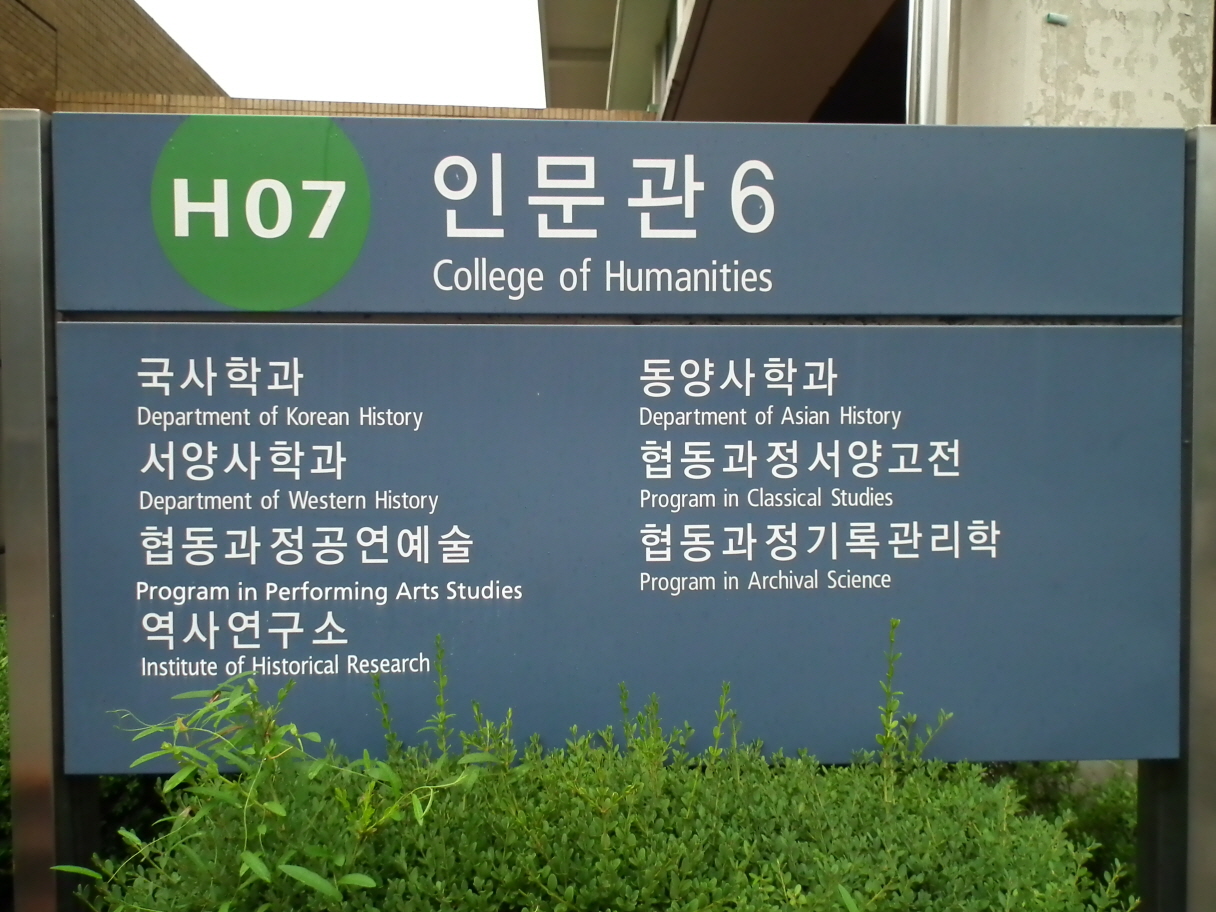 H07
인문관 6
College of Humanities
국사학과
Department of Korean History
서양사학과
Department of Western History
협동과정공연예술
Program in Performing Arts Studies
역사연구소
Institute of Historical Research
동양사학과
Department of Asian History
협동과정서양고전
Program in Classical Studies
협동과정기록관리학
Program in Archival Science